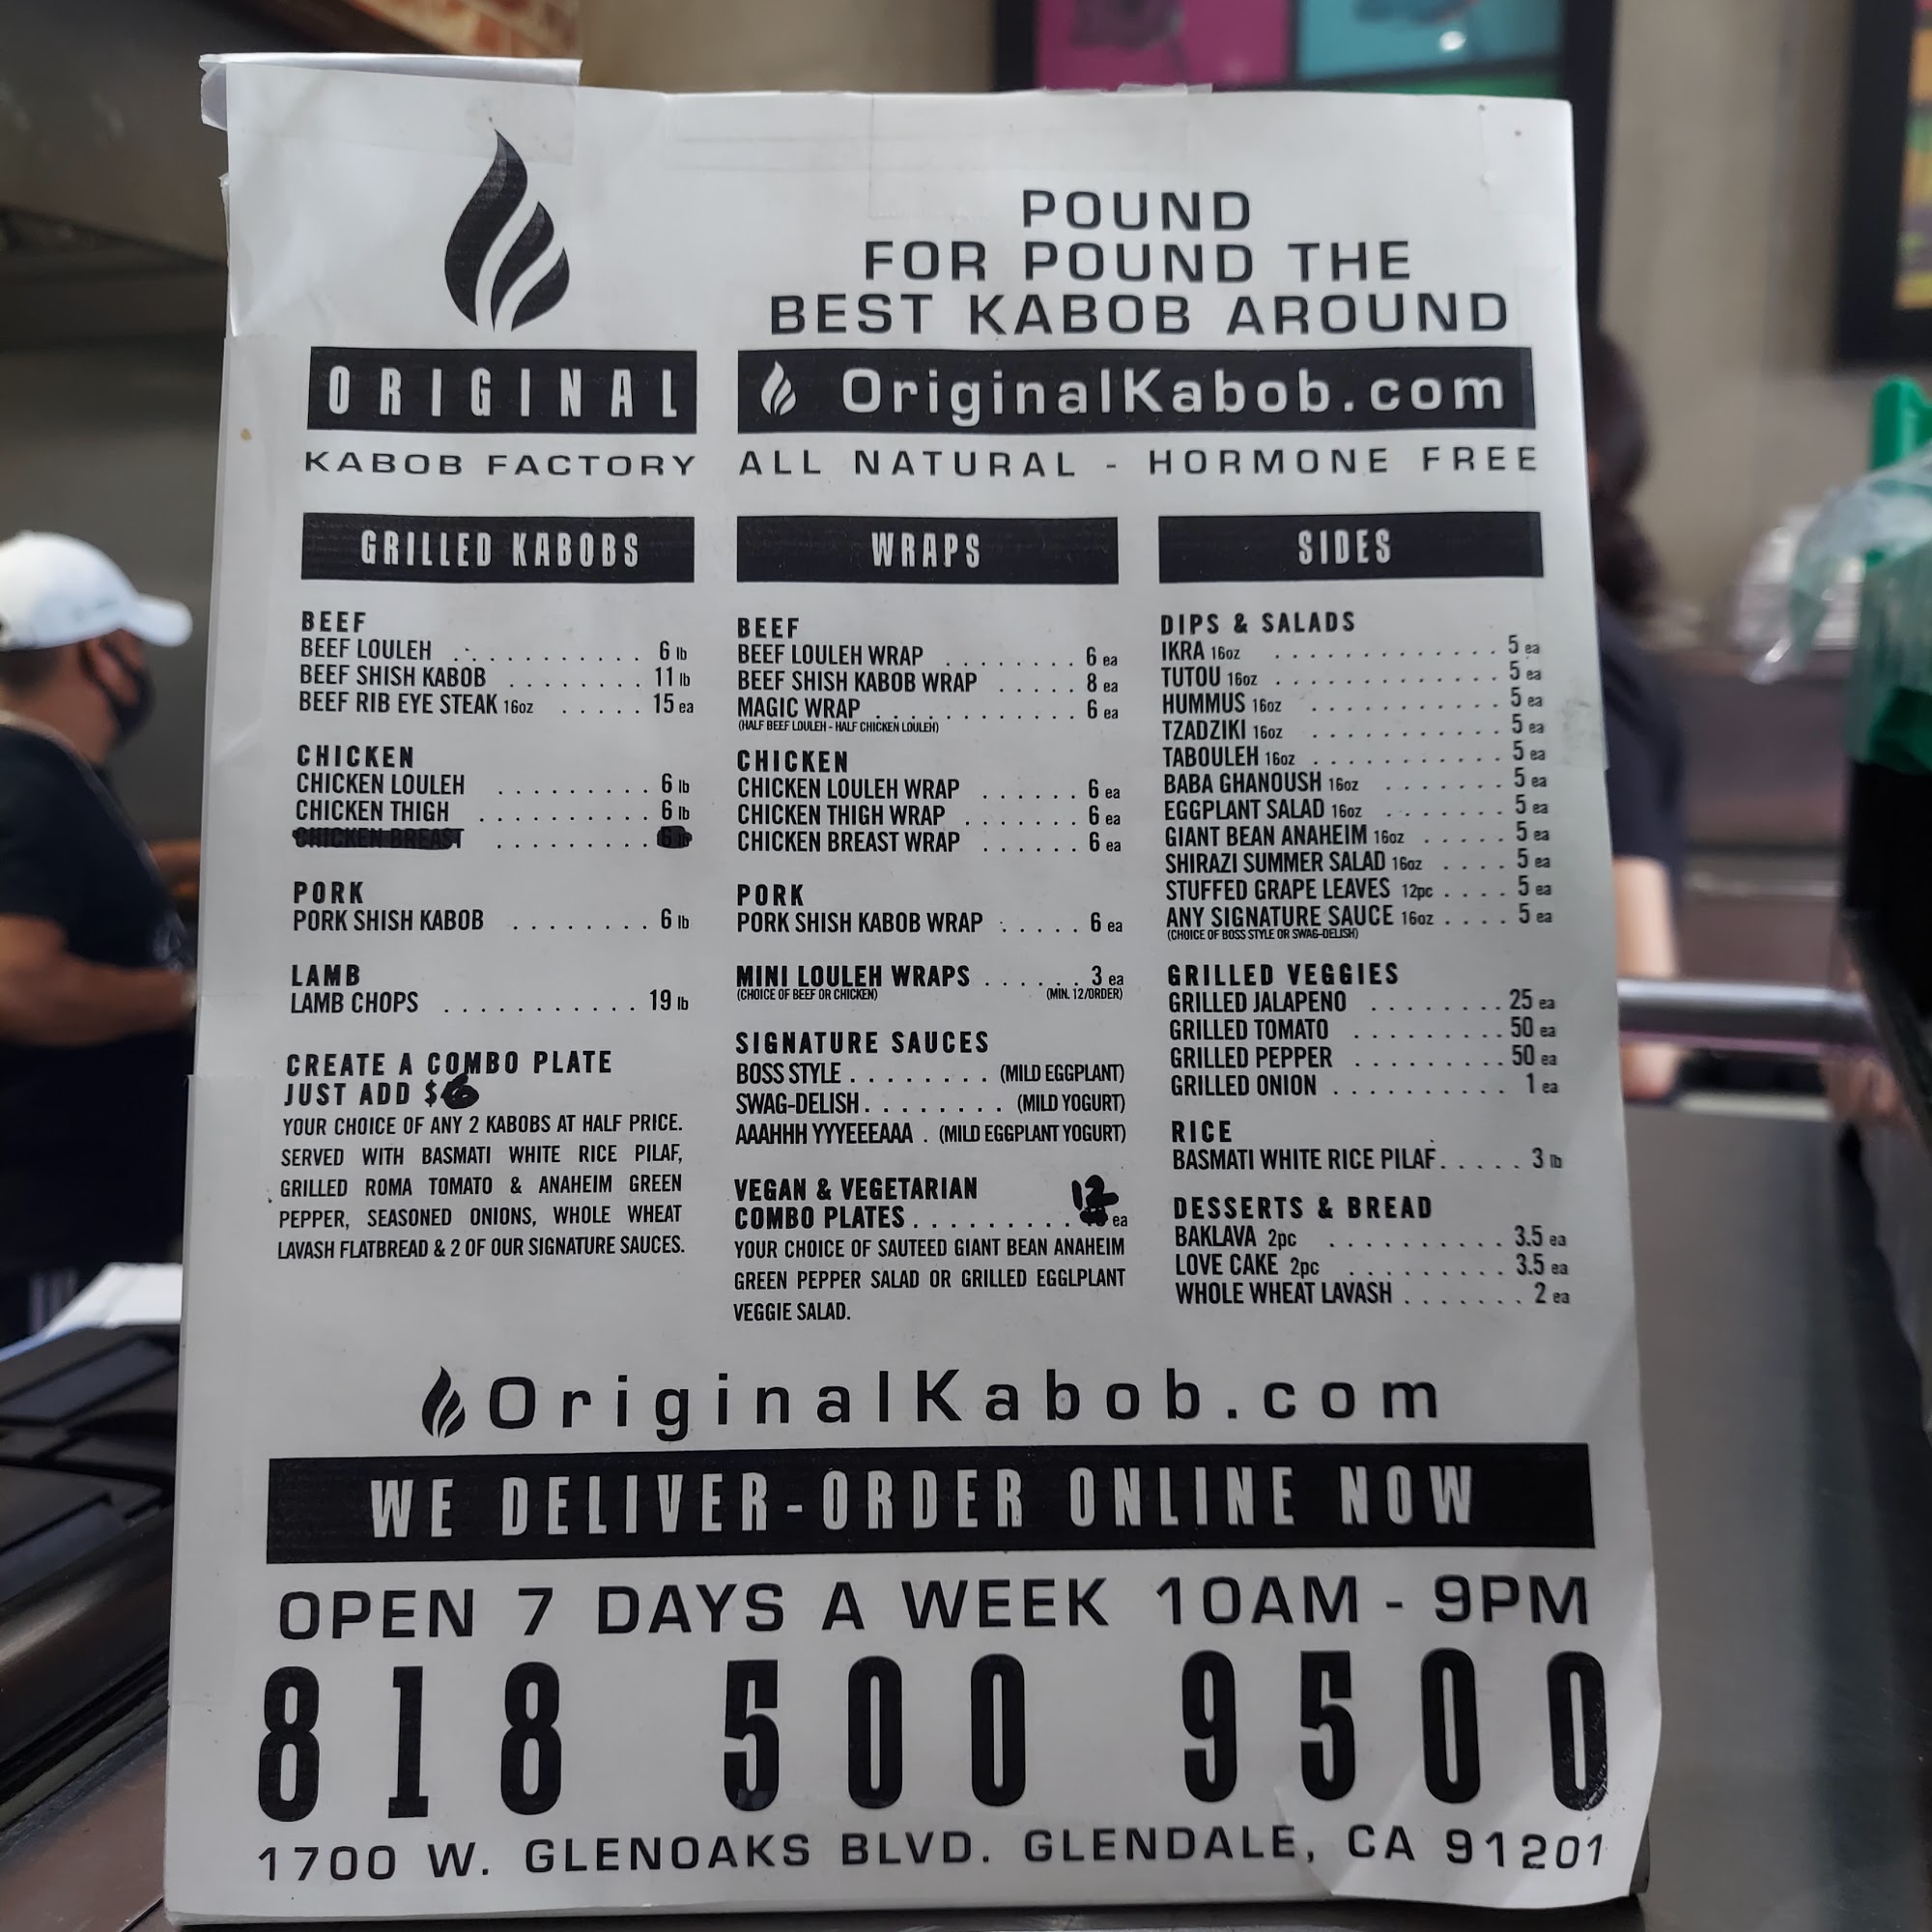 POUND
FOR POUND THE
BEST KABOB AROUND
ORIGINAL
KABOB FACTORY
OriginalKabob.com
ALL NATURAL - HORMONE FREE
GRILLED KABOBS
BEEF
BEEF LOULEH . . . . . . . . . . 6 lb
BEEF SHISH KABOB . . . . . . . . 11 lb
BEEF RIB EYE STEAK 16oz . . . . . 15 ea
CHICKEN
CHICKEN LOULEH . . . . . . . . . 6 lb
CHICKEN THIGH . . . . . . . . . . 6 lb
CHICKEN BREAST . . . . . . . . . 6 lb
PORK
PORK SHISH KABOB . . . . . . . . 6 lb
LAMB
LAMB CHOPS . . . . . . . . . . . 19 lb
CREATE A COMBO PLATE
JUST ADD $6
YOUR CHOICE OF ANY 2 KABOBS AT HALF PRICE.
SERVED WITH BASMATI WHITE RICE PILAF,
GRILLED ROMA TOMATO & ANAHEIM GREEN
PEPPER, SEASONED ONIONS, WHOLE WHEAT
LAVASH FLATBREAD & 2 OF OUR SIGNATURE SAUCES.
WRAPS
BEEF
BEEF LOULEH WRAP . . . . . . . . 6 ea
BEEF SHISH KABOB WRAP . . . . . 8 ea
MAGIC WRAP . . . . . . . . . . . . 6 ea
(HALF BEEF LOULEH - HALF CHICKEN LOULEH)
CHICKEN
CHICKEN LOULEH WRAP . . . . . . 6 ea
CHICKEN THIGH WRAP . . . . . . . 6 ea
CHICKEN BREAST WRAP . . . . . . 6 ea
PORK
PORK SHISH KABOB WRAP . . . . . 6 ea
MINI LOULEH WRAPS . . . . . . 3 ea
(CHOICE OF BEEF OR CHICKEN) (MIN. 12/ORDER)
SIGNATURE SAUCES
BOSS STYLE . . . . . . . . (MILD EGGPLANT)
SWAG-DELISH . . . . . . . . (MILD YOGURT)
AAAHHH YYYEEEAAA . (MILD EGGPLANT YOGURT)
VEGAN & VEGETARIAN
COMBO PLATES . . . . . . . . . 12 ea
YOUR CHOICE OF SAUTEED GIANT BEAN ANAHEIM
GREEN PEPPER SALAD OR GRILLED EGGLPLANT
VEGGIE SALAD.
SIDES
DIPS & SALADS
IKRA 16oz . . . . . . . . . . . . . 5 ea
TUTOU 16oz . . . . . . . . . . . . 5 ea
HUMMUS 16oz . . . . . . . . . . . 5 ea
TZADZIKI 16oz . . . . . . . . . . . 5 ea
TABOULEH 16oz . . . . . . . . . . . 5 ea
BABA GHANOUSH 16oz . . . . . . . 5 ea
EGGPLANT SALAD 16oz . . . . . . . 5 ea
GIANT BEAN ANAHEIM 16oz . . . . . 5 ea
SHIRAZI SUMMER SALAD 16oz . . . . 5 ea
STUFFED GRAPE LEAVES 12pc . . . . 5 ea
ANY SIGNATURE SAUCE 16oz . . . . 5 ea
(CHOICE OF BOSS STYLE OR SWAG-DELISH)
GRILLED VEGGIES
GRILLED JALAPENO . . . . . . . . 25 ea
GRILLED TOMATO . . . . . . . . . 50 ea
GRILLED PEPPER . . . . . . . . . 50 ea
GRILLED ONION . . . . . . . . . . 1 ea
RICE
BASMATI WHITE RICE PILAF . . . . . 3 lb
DESSERTS & BREAD
BAKLAVA 2pc . . . . . . . . . . 3.5 ea
LOVE CAKE 2pc . . . . . . . . . 3.5 ea
WHOLE WHEAT LAVASH . . . . . . . 2 ea
OriginalKabob.com
WE DELIVER-ORDER ONLINE NOW
OPEN 7 DAYS A WEEK 10AM - 9PM
818 500 9500
1700 W. GLENOAKS BLVD. GLENDALE, CA 91201